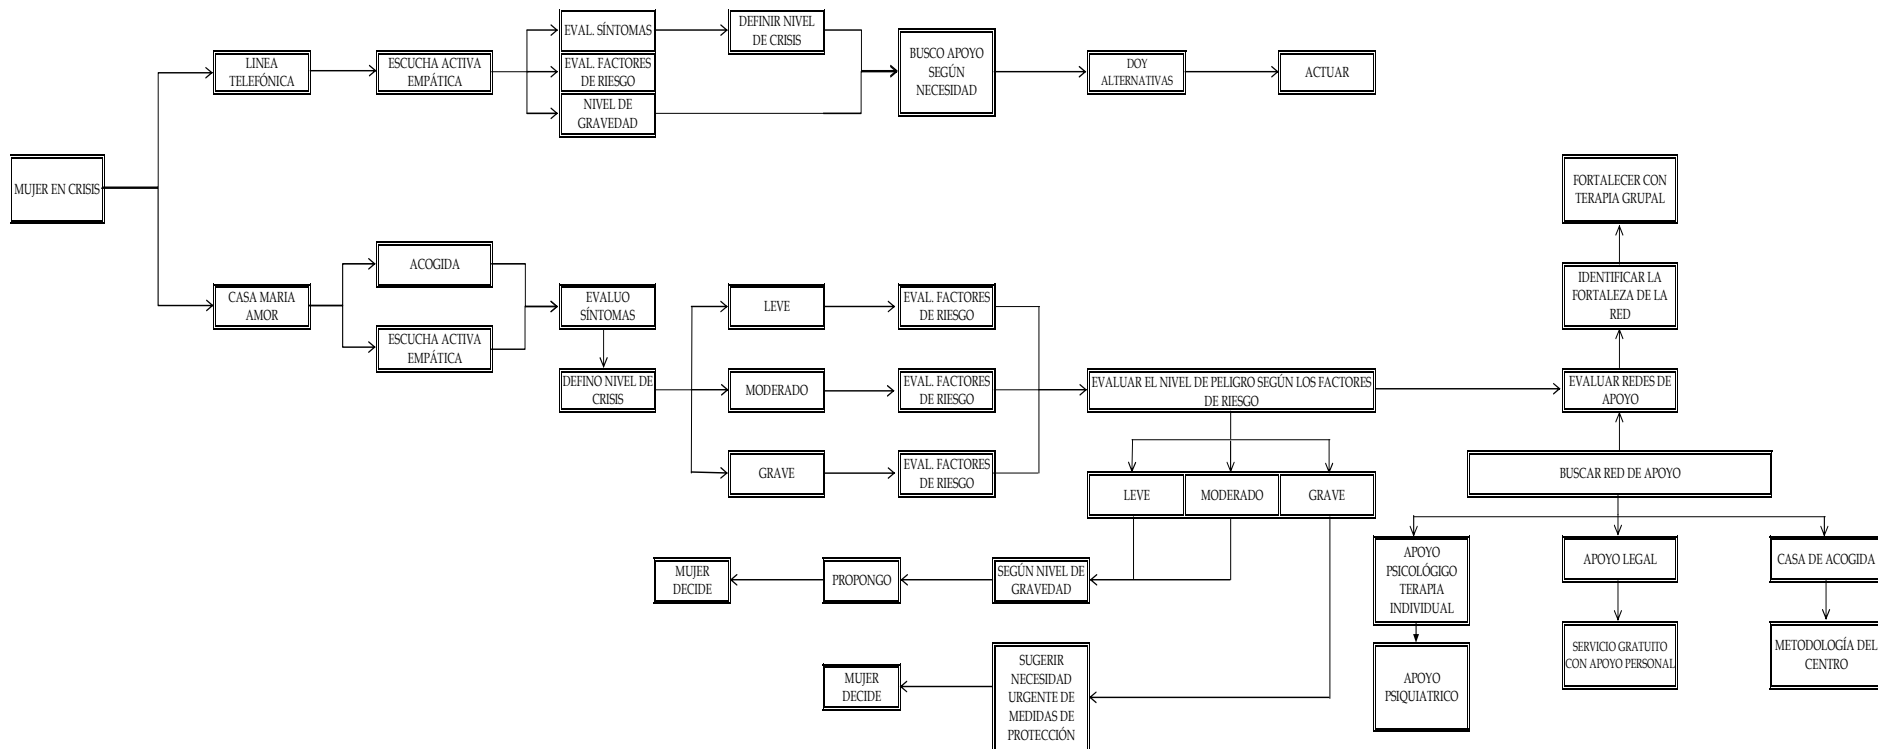 MUJER EN CRISIS
LINEA
TELEFÓNICA
ESCUCHA ACTIVA
EMPÁTICA
EVAL. SÍNTOMAS
EVAL. FACTORES
DE RIESGO
NIVEL DE
GRAVEDAD
DEFINIR NIVEL
DE CRISIS
BUSCO APOYO
SEGÚN
NECESIDAD
DOY
ALTERNATIVAS
ACTUAR
CASA MARIA
AMOR
ACOGIDA
ESCUCHA ACTIVA
EMPÁTICA
EVALUO
SÍNTOMAS
DEFINO NIVEL DE
CRISIS
LEVE
EVAL. FACTORES
DE RIESGO
MODERADO
EVAL. FACTORES
DE RIESGO
GRAVE
EVAL. FACTORES
DE RIESGO
EVALUAR EL NIVEL DE PELIGRO SEGÚN LOS FACTORES
DE RIESGO
LEVE
MODERADO
GRAVE
SEGÚN NIVEL DE
GRAVEDAD
PROPONGO
MUJER
DECIDE
SUGERIR
NECESIDAD
URGENTE DE
MEDIDAS DE
PROTECCIÓN
MUJER
DECIDE
FORTALECER CON
TERAPIA GRUPAL
IDENTIFICAR LA
FORTALEZA DE LA
RED
EVALUAR REDES DE
APOYO
BUSCAR RED DE APOYO
APOYO
PSICOLÓGIGO
TERAPIA
INDIVIDUAL
APOYO
PSIQUIATRICO
APOYO LEGAL
SERVICIO GRATUITO
CON APOYO PERSONAL
CASA DE ACOGIDA
METODOLOGÍA DEL
CENTRO